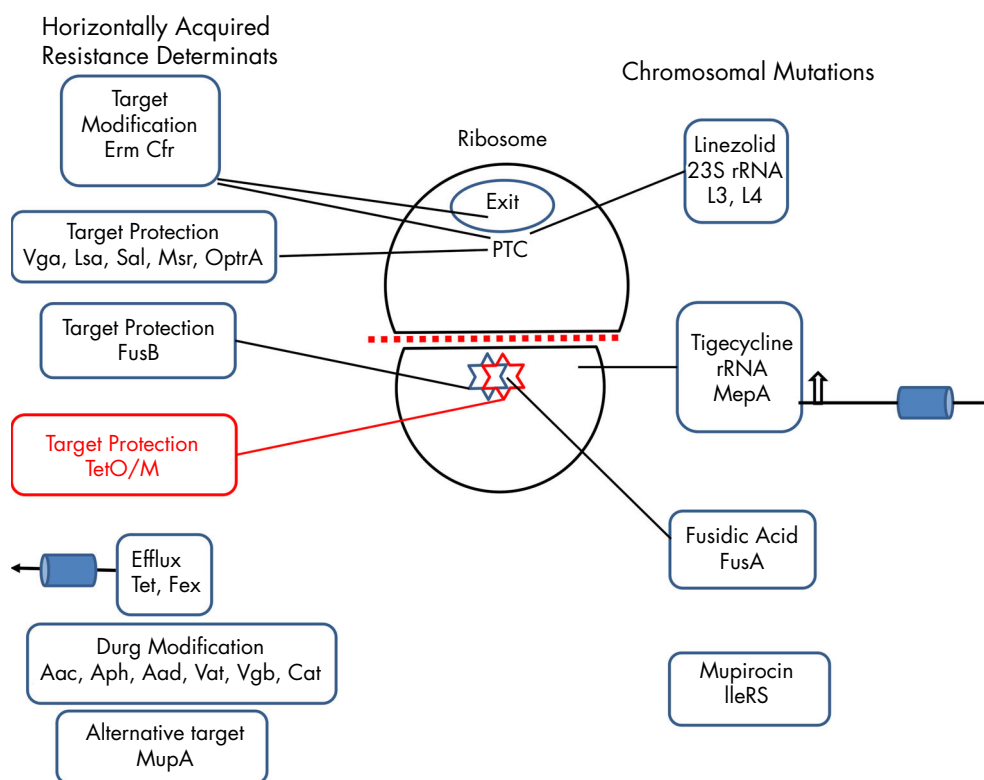 Horizontally Acquired
Resistance Determinats
Target
Modification
Erm Cfr
Target Protection
Vga, Lsa, Sal, Msr, OptrA
Target Protection
FusB
Target Protection
TetO/M
Efflux
Tet, Fex
Durg Modification
Aac, Aph, Aad, Vat, Vgb, Cat
Alternative target
MupA
Ribosome
Exit
PTC
Chromosomal Mutations
Linezolid
23S rRNA
L3, L4
Tigecycline
rRNA
MepA
Fusidic Acid
FusA
Mupirocin
lleRS